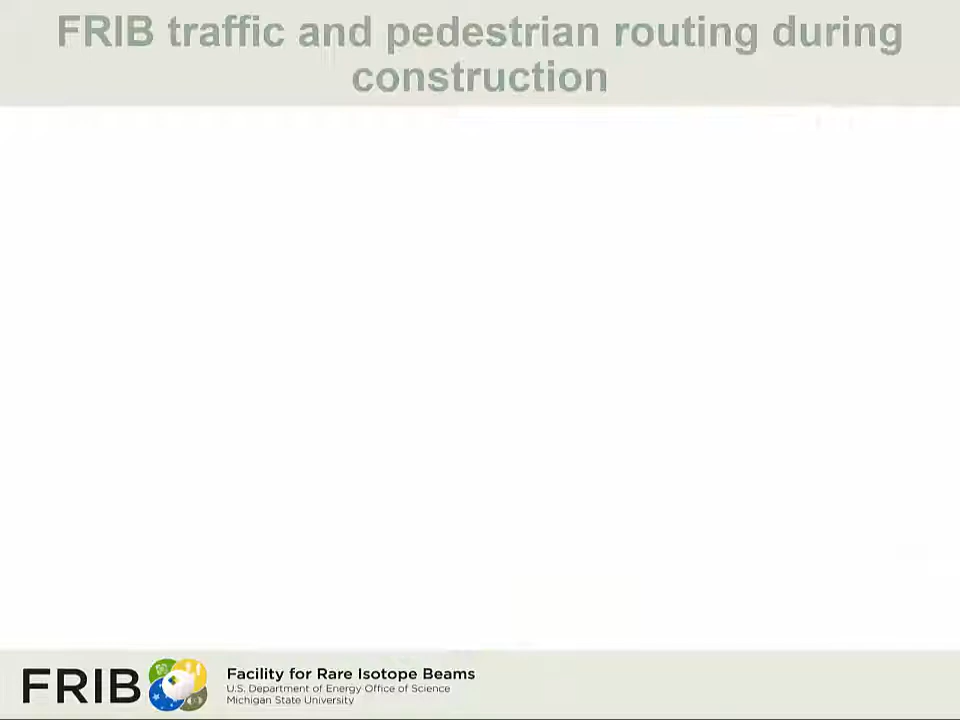 FRIB traffic and pedestrian routing during
construction
FRIB
Facility for Rare Isotope Beams
U.S. Department of Energy Office of Science
Michigan State University